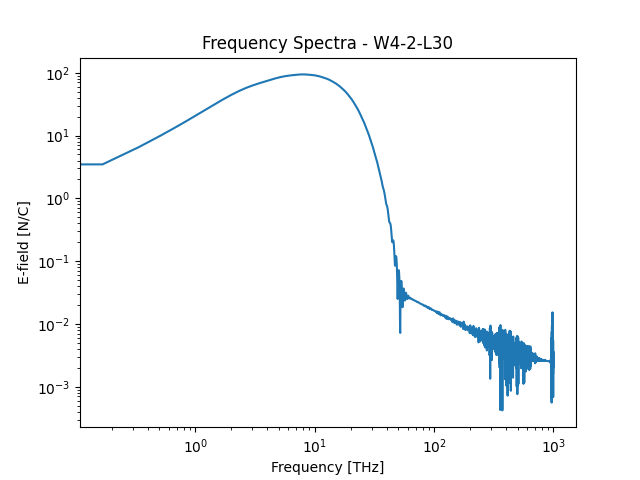 Frequency Spectra - W4-2-L30
E-field [N/C]
10²
10¹
10⁰
10⁻¹
10⁻²
10⁻³
10⁰ 10¹ 10² 10³
Frequency [THz]